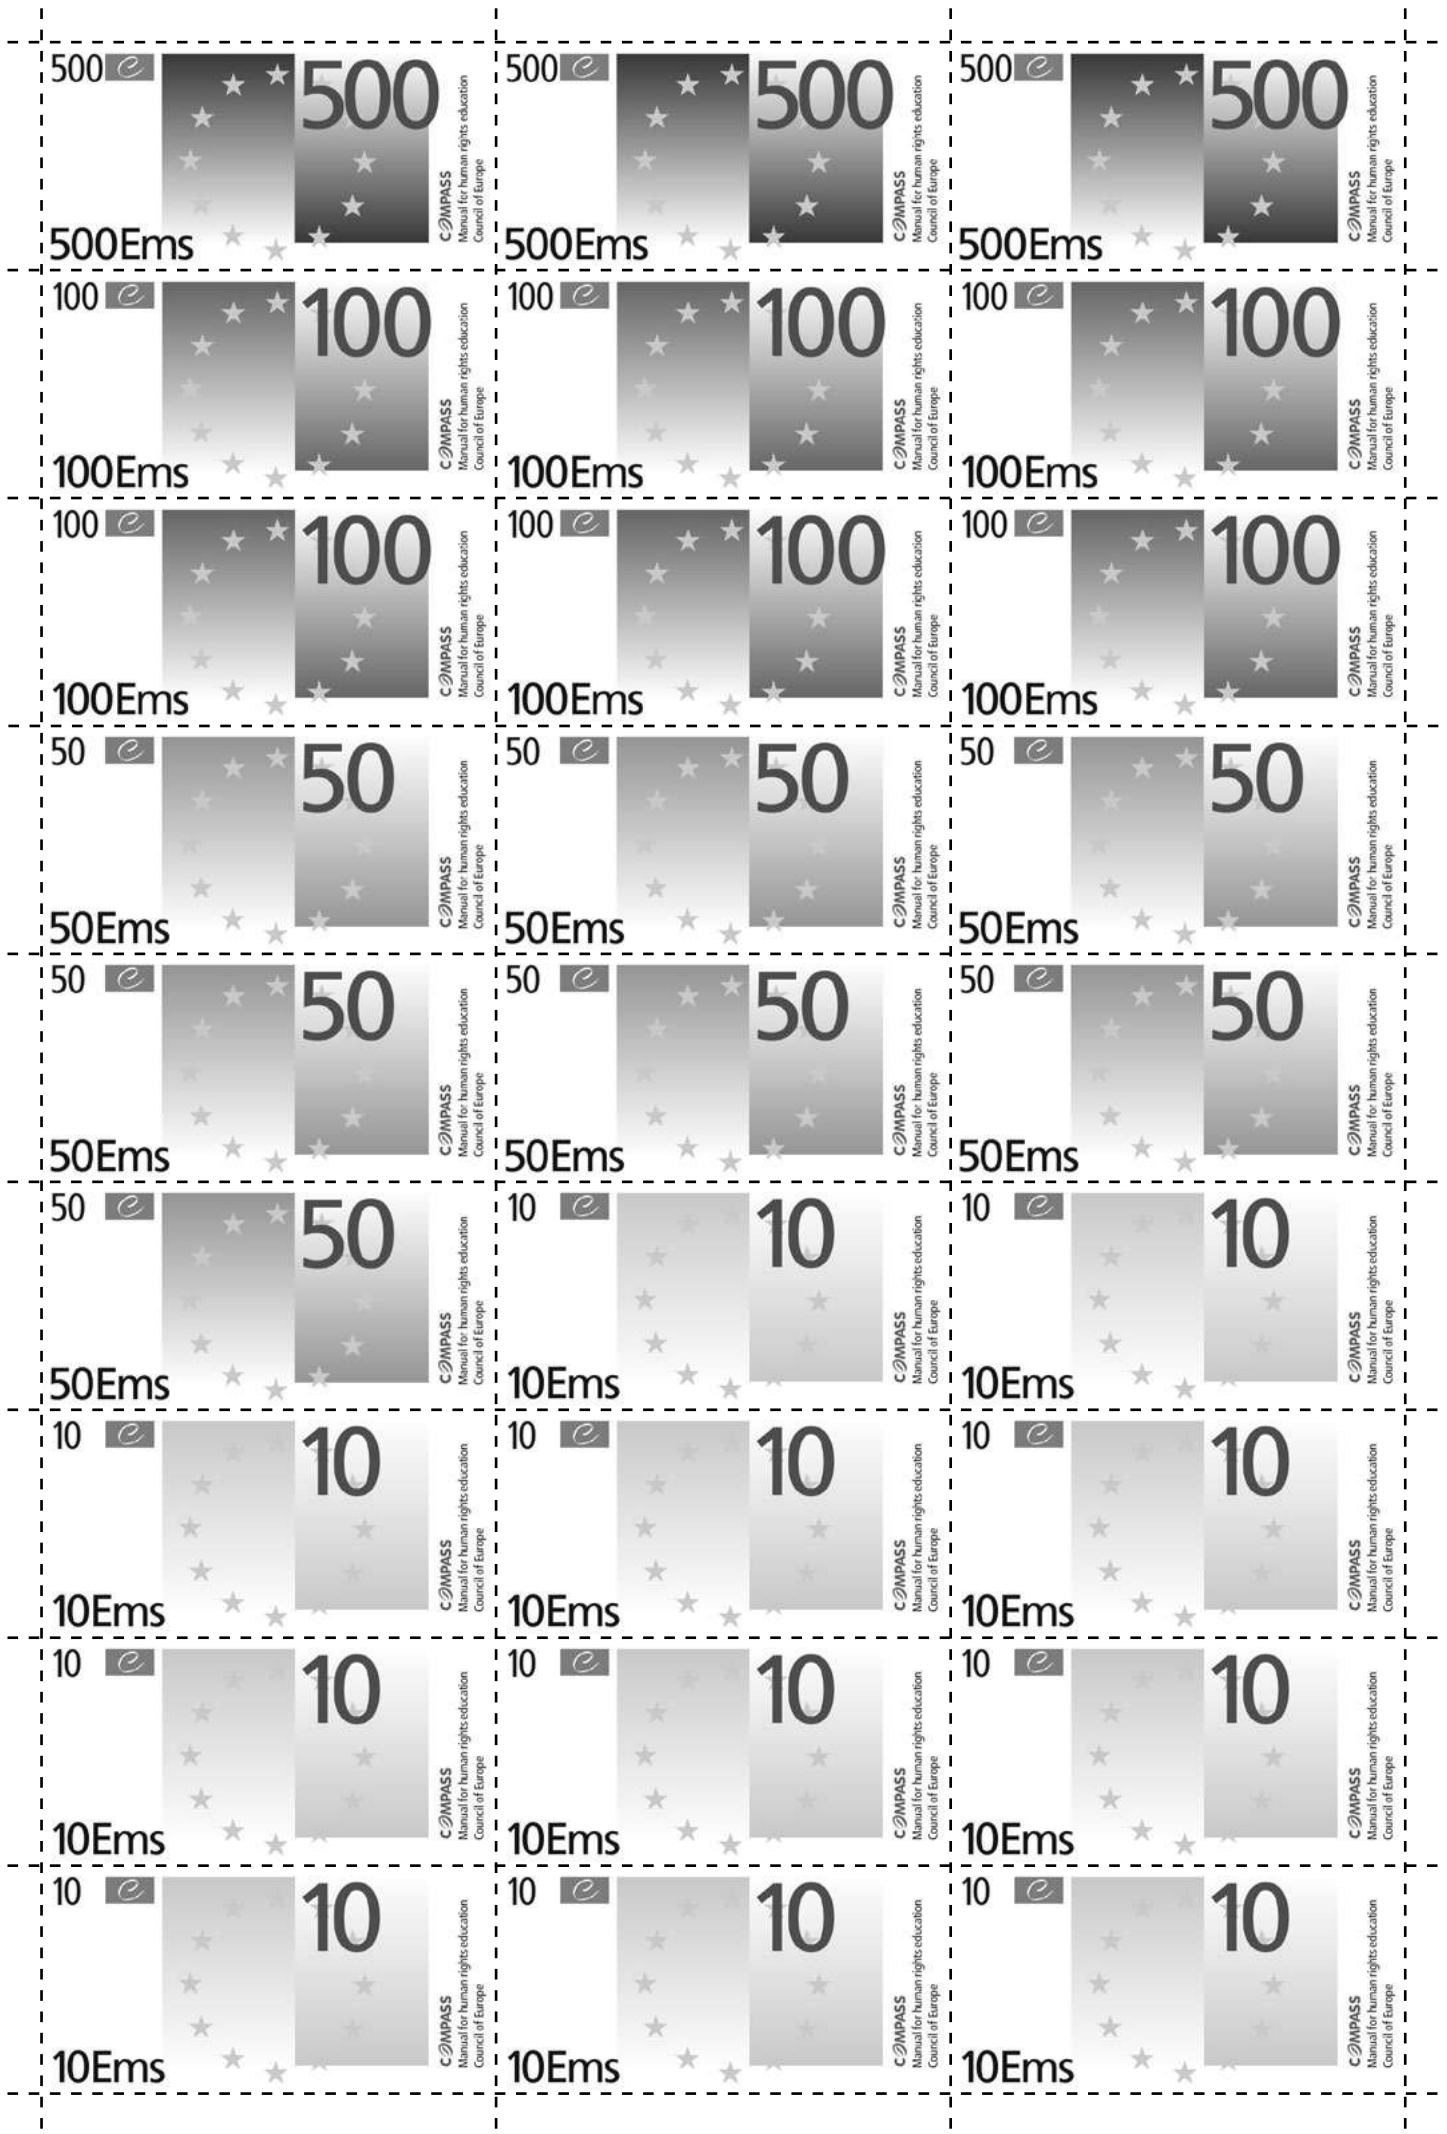 500 500 500 500 500 500
COMPASS Manual for human rights education Council of Europe COMPASS Manual for human rights education Council of Europe COMPASS Manual for human rights education Council of Europe
500Ems 500Ems 500Ems
100 100 100 100 100 100
COMPASS Manual for human rights education Council of Europe COMPASS Manual for human rights education Council of Europe COMPASS Manual for human rights education Council of Europe
100Ems 100Ems 100Ems
100 100 100 100 100 100
COMPASS Manual for human rights education Council of Europe COMPASS Manual for human rights education Council of Europe COMPASS Manual for human rights education Council of Europe
100Ems 100Ems 100Ems
50 50 50 50 50 50
COMPASS Manual for human rights education Council of Europe COMPASS Manual for human rights education Council of Europe COMPASS Manual for human rights education Council of Europe
50Ems 50Ems 50Ems
50 50 50 50 50 50
COMPASS Manual for human rights education Council of Europe COMPASS Manual for human rights education Council of Europe COMPASS Manual for human rights education Council of Europe
50Ems 50Ems 50Ems
50 50 10 10 10 10
COMPASS Manual for human rights education Council of Europe COMPASS Manual for human rights education Council of Europe COMPASS Manual for human rights education Council of Europe
50Ems 10Ems 10Ems
10 10 10 10 10 10
COMPASS Manual for human rights education Council of Europe COMPASS Manual for human rights education Council of Europe COMPASS Manual for human rights education Council of Europe
10Ems 10Ems 10Ems
10 10 10 10 10 10
COMPASS Manual for human rights education Council of Europe COMPASS Manual for human rights education Council of Europe COMPASS Manual for human rights education Council of Europe
10Ems 10Ems 10Ems
10 10 10 10 10 10
COMPASS Manual for human rights education Council of Europe COMPASS Manual for human rights education Council of Europe COMPASS Manual for human rights education Council of Europe
10Ems 10Ems 10Ems